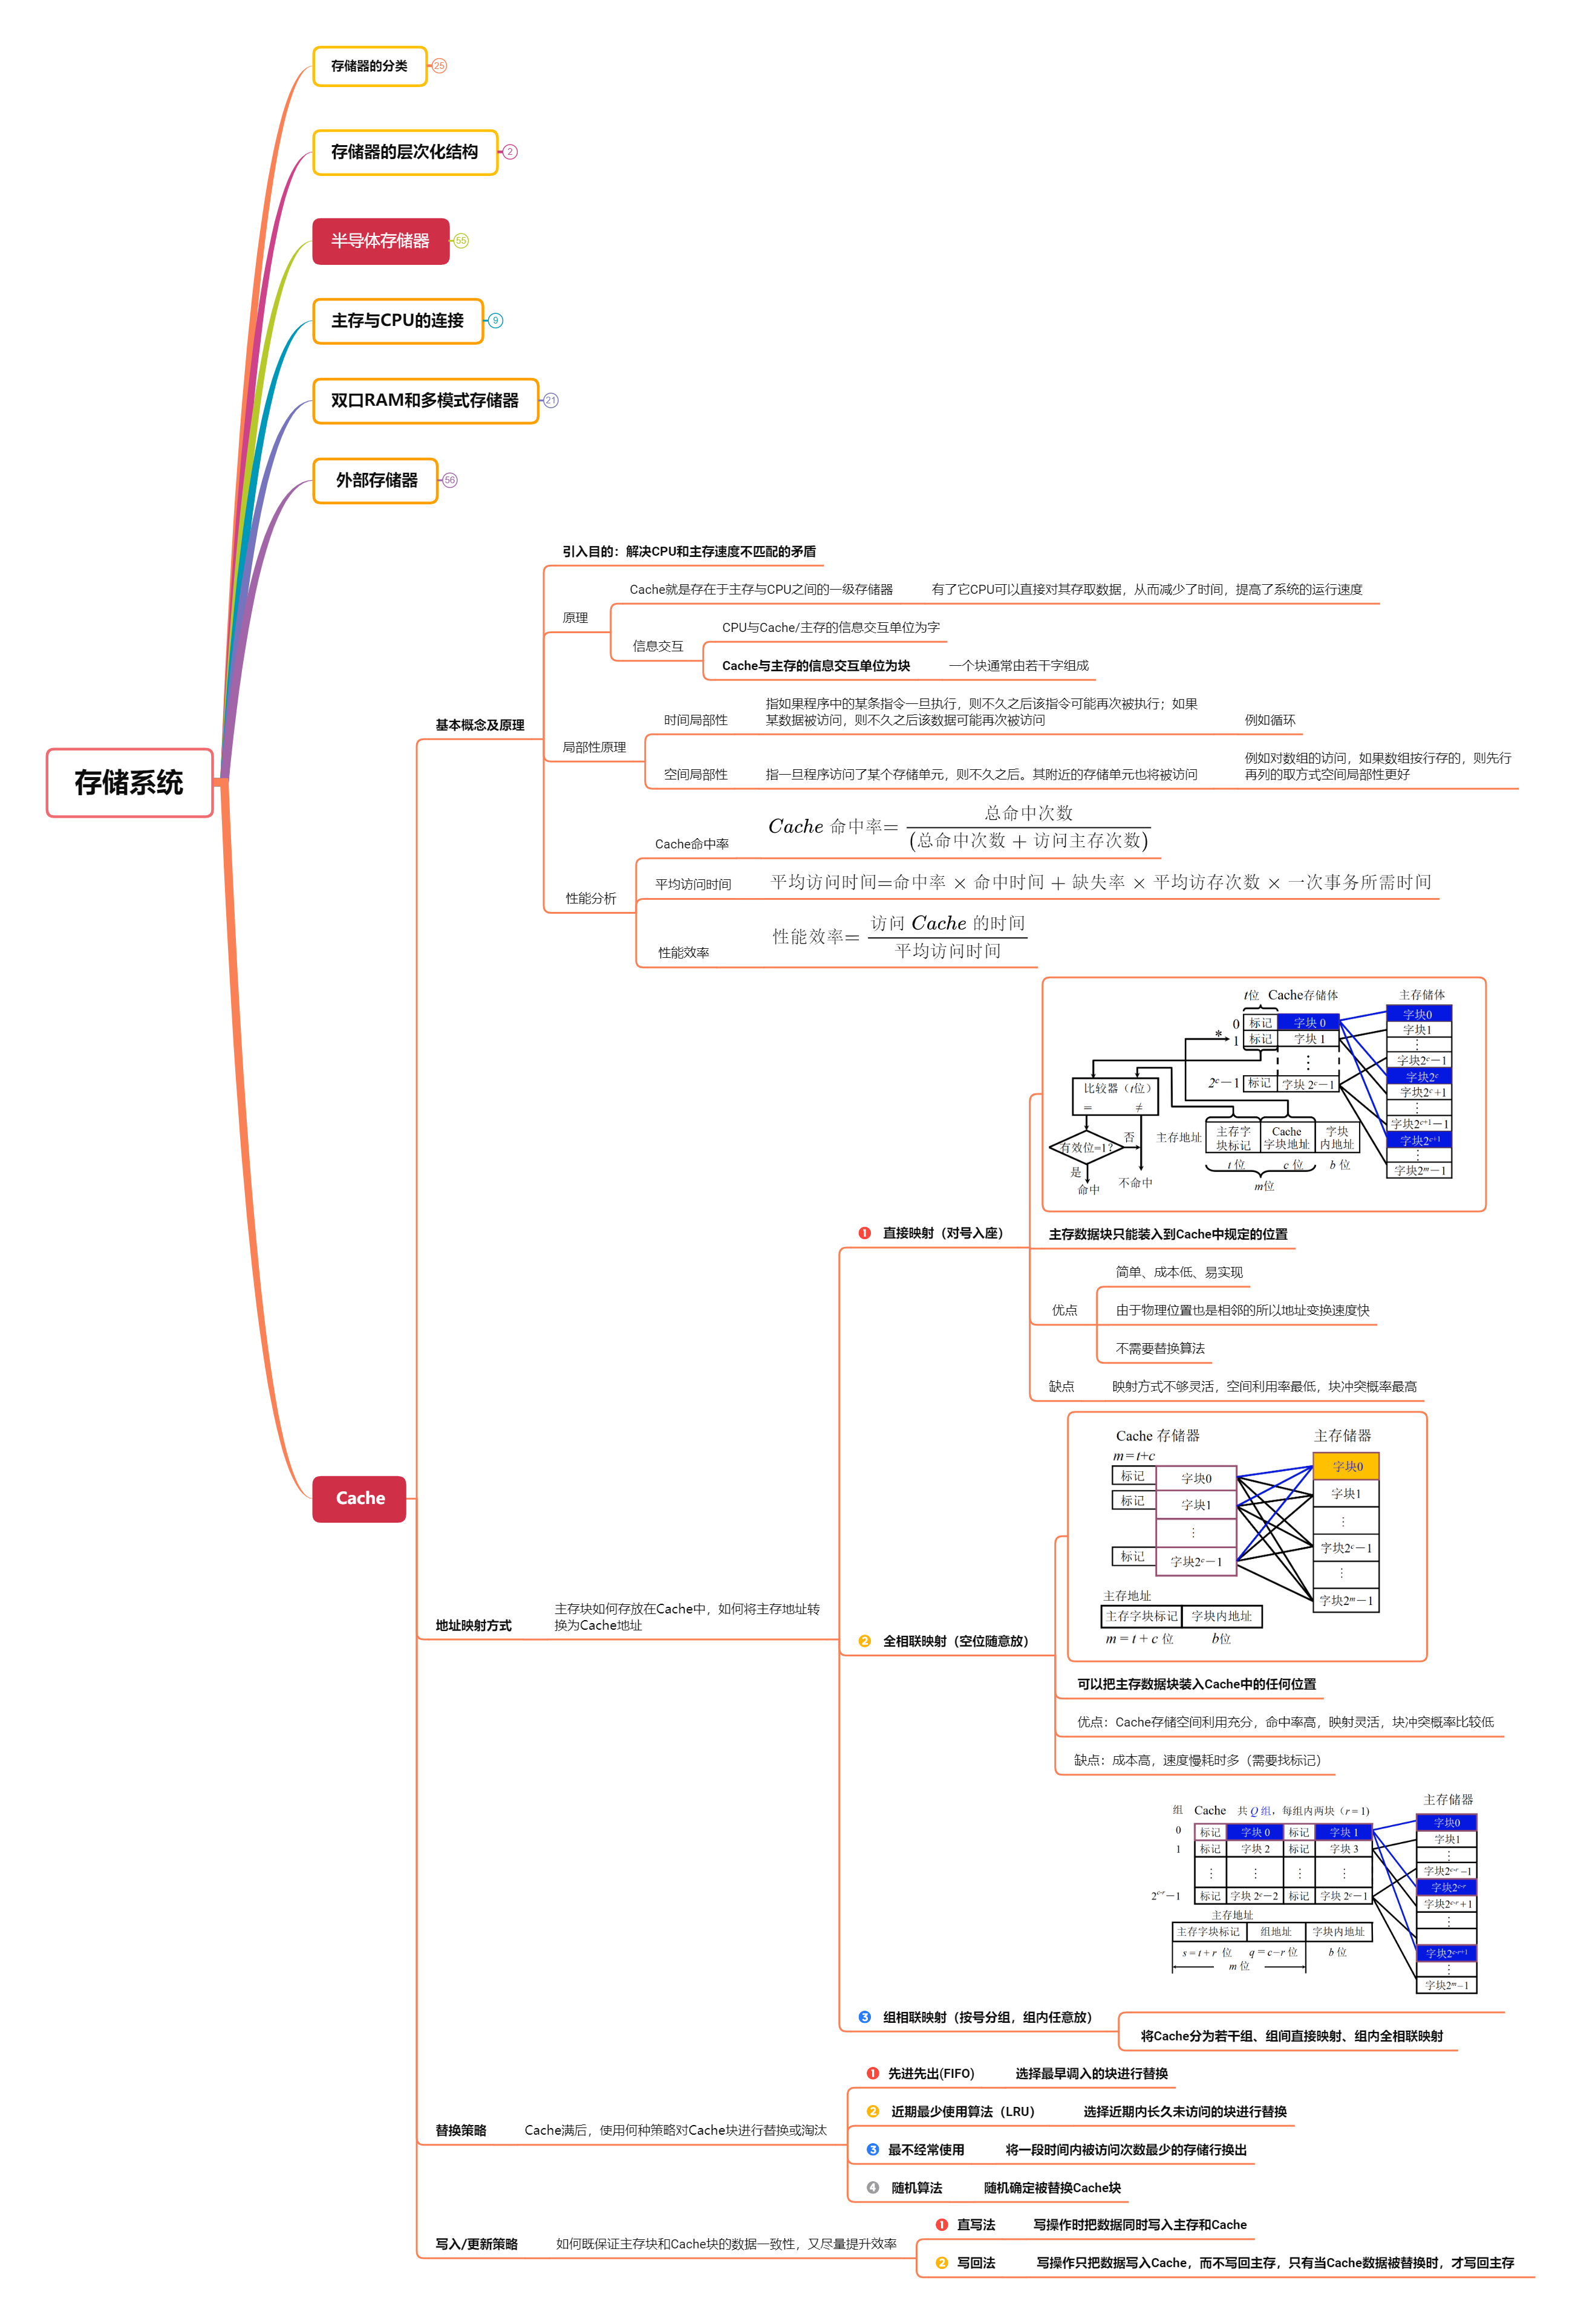 存储系统
存储器的分类 25
存储器的层次化结构 2
半导体存储器 55
主存与CPU的连接 9
双口RAM和多模式存储器 21
外部存储器 56
Cache
基本概念及原理
引入目的：解决CPU和主存速度不匹配的矛盾
原理
Cache就是存在于主存与CPU之间的一级存储器
有了它CPU可以直接对其存取数据，从而减少了时间，提高了系统的运行速度
信息交互
CPU与Cache/主存的信息交互单位为字
Cache与主存的信息交互单位为块
一个块通常由若干字组成
局部性原理
时间局部性
指如果程序中的某条指令一旦执行，则不久之后该指令可能再次被执行；如果
某数据被访问，则不久之后该数据可能再次被访问
例如循环
空间局部性
指一旦程序访问了某个存储单元，则不久之后。其附近的存储单元也将被访问
例如对数组的访问，如果数组按行存的，则先行
再列的取方式空间局部性更好
性能分析
Cache命中率
Cache 命中率= 总命中次数 / (总命中次数 + 访问主存次数)
平均访问时间
平均访问时间=命中率 × 命中时间 + 缺失率 × 平均访存次数 × 一次事务所需时间
性能效率
性能效率= 访问 Cache 的时间 / 平均访问时间
地址映射方式
主存块如何存放在Cache中，如何将主存地址转
换为Cache地址
1 直接映射（对号入座）
t位 Cache存储体 主存储体
0 标记 字块 0 字块0
* 1 标记 字块 1 字块1
⋮ ⋮
字块2^c－1
2^c－1 标记 字块 2^c－1 字块2^c
字块2^c+1
⋮
字块2^{c+1}－1
字块2^{c+1}
⋮
字块2^m－1
比较器（t位）
= ≠
有效位=1?
否
是
命中
不命中
主存地址 主存字块标记 Cache字块地址 字块内地址
t 位 c 位 b 位
m位
主存数据块只能装入到Cache中规定的位置
优点
简单、成本低、易实现
由于物理位置也是相邻的所以地址变换速度快
不需要替换算法
缺点
映射方式不够灵活，空间利用率最低，块冲突概率最高
2 全相联映射（空位随意放）
Cache 存储器 主存储器
m = t+c
标记 字块0 字块0
标记 字块1 字块1
⋮ ⋮
标记 字块2^c－1 字块2^c－1
⋮
字块2^m－1
主存地址
主存字块标记 字块内地址
m = t + c 位 b位
可以把主存数据块装入Cache中的任何位置
优点：Cache存储空间利用充分，命中率高，映射灵活，块冲突概率比较低
缺点：成本高，速度慢耗时多（需要找标记）
3 组相联映射（按号分组，组内任意放）
主存储器
组 Cache 共 Q 组，每组内两块（r = 1)
0 标记 字块 0 标记 字块 1 字块0
1 标记 字块 2 标记 字块 3 字块1
⋮ ⋮ ⋮ ⋮ ⋮
字块2^{c-r}－1
字块2^{c-r}
2^{c-r}－1 标记 字块 2^c－2 标记 字块 2^c－1 字块2^{c-r}+1
⋮
字块2^{c-r+1}
⋮
字块2^m－1
主存地址
主存字块标记 组地址 字块内地址
s = t + r 位 q = c－r 位 b 位
m 位
将Cache分为若干组、组间直接映射、组内全相联映射
替换策略
Cache满后，使用何种策略对Cache块进行替换或淘汰
1 先进先出(FIFO) 选择最早调入的块进行替换
2 近期最少使用算法（LRU） 选择近期内长久未访问的块进行替换
3 最不经常使用 将一段时间内被访问次数最少的存储行换出
4 随机算法 随机确定被替换Cache块
写入/更新策略
如何既保证主存块和Cache块的数据一致性，又尽量提升效率
1 直写法 写操作时把数据同时写入主存和Cache
2 写回法 写操作只把数据写入Cache，而不写回主存，只有当Cache数据被替换时，才写回主存